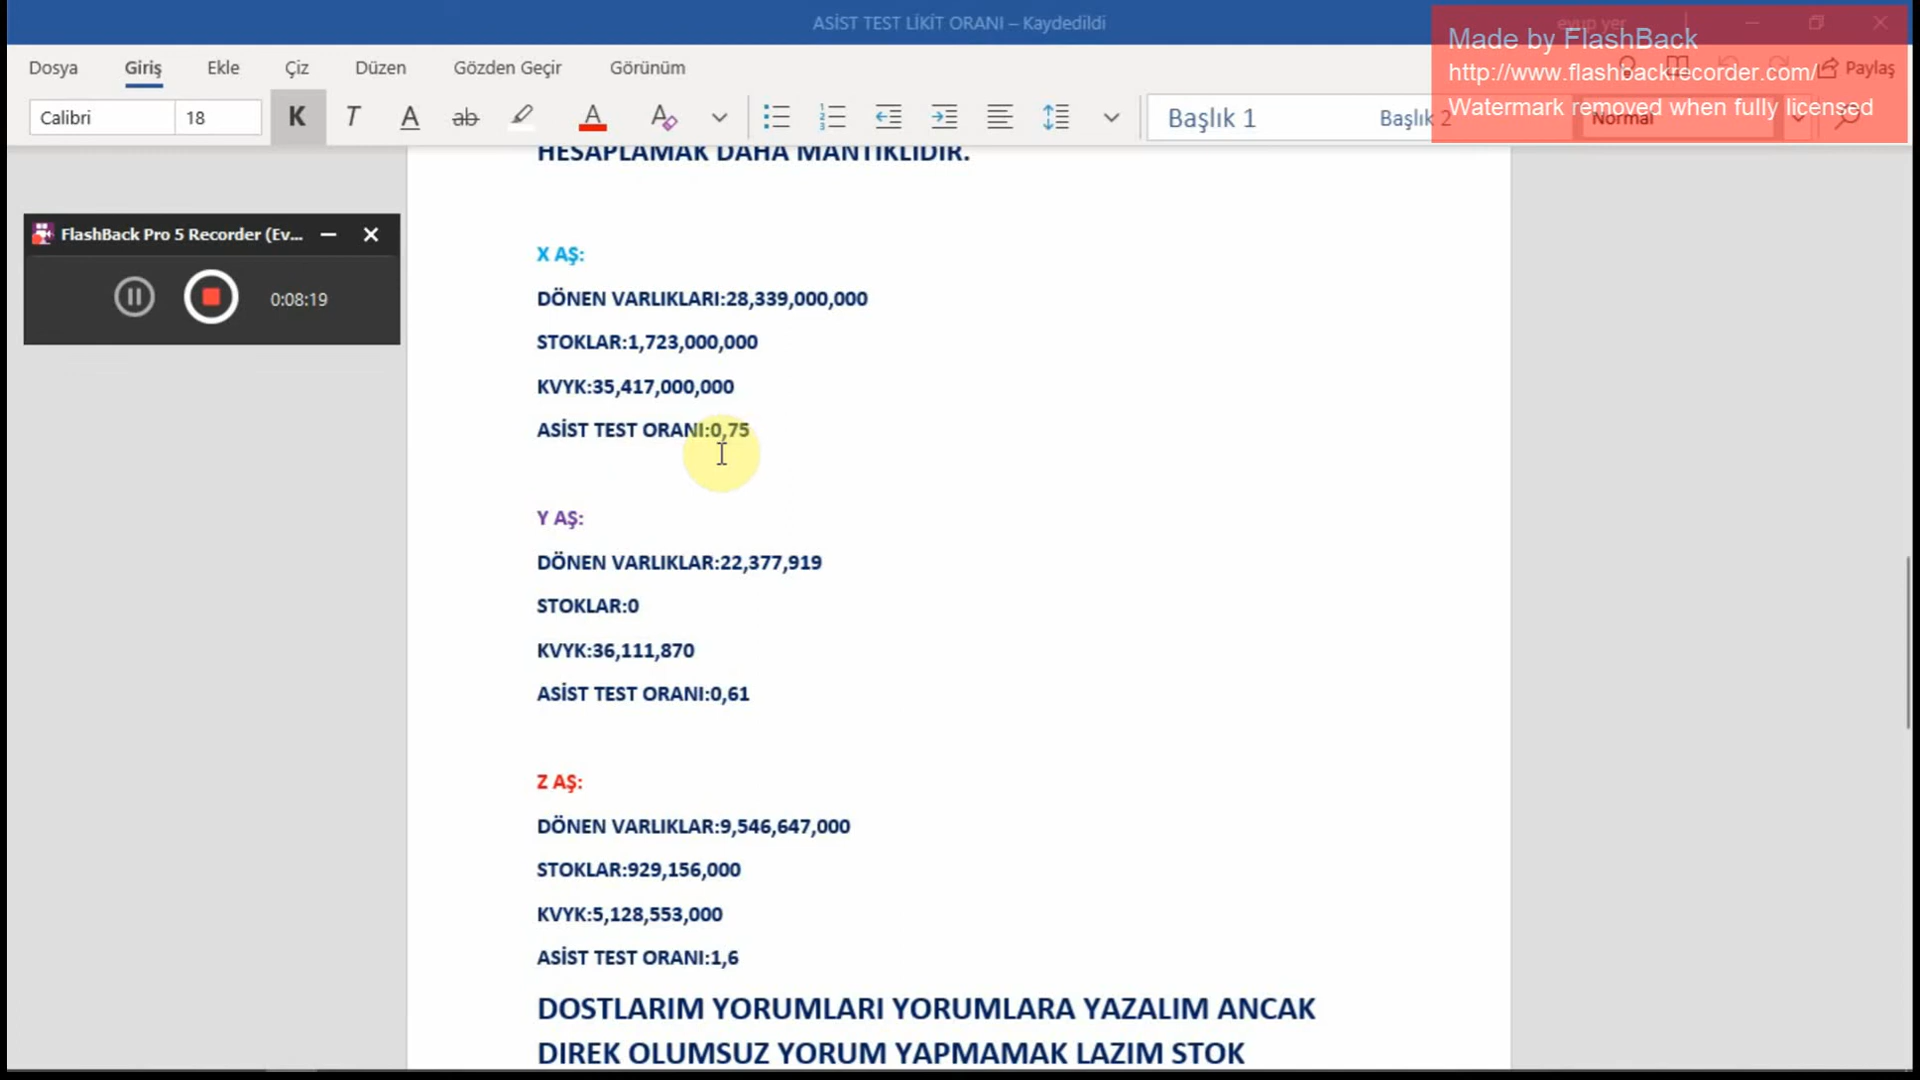 ASİST TEST LİKİT ORANI – Kaydedildi
eyup yer
Made by FlashBack
http://www.flashbackrecorder.com/
Watermark removed when fully licensed
Dosya Giriş Ekle Çiz Düzen Gözden Geçir Görünüm Paylaş
Calibri 18 K T A ab A A Başlık 1 Başlık 2 Normal
HESAPLAMAK DAHA MANTIKLIDIR.
FlashBack Pro 5 Recorder (Ev...
0:08:19
X AŞ:
DÖNEN VARLIKLARI:28,339,000,000
STOKLAR:1,723,000,000
KVYK:35,417,000,000
ASİST TEST ORANI:0,75
Y AŞ:
DÖNEN VARLIKLAR:22,377,919
STOKLAR:0
KVYK:36,111,870
ASİST TEST ORANI:0,61
Z AŞ:
DÖNEN VARLIKLAR:9,546,647,000
STOKLAR:929,156,000
KVYK:5,128,553,000
ASİST TEST ORANI:1,6
DOSTLARIM YORUMLARI YORUMLARA YAZALIM ANCAK
DIREK OLUMSUZ YORUM YAPMAMAK LAZIM STOK